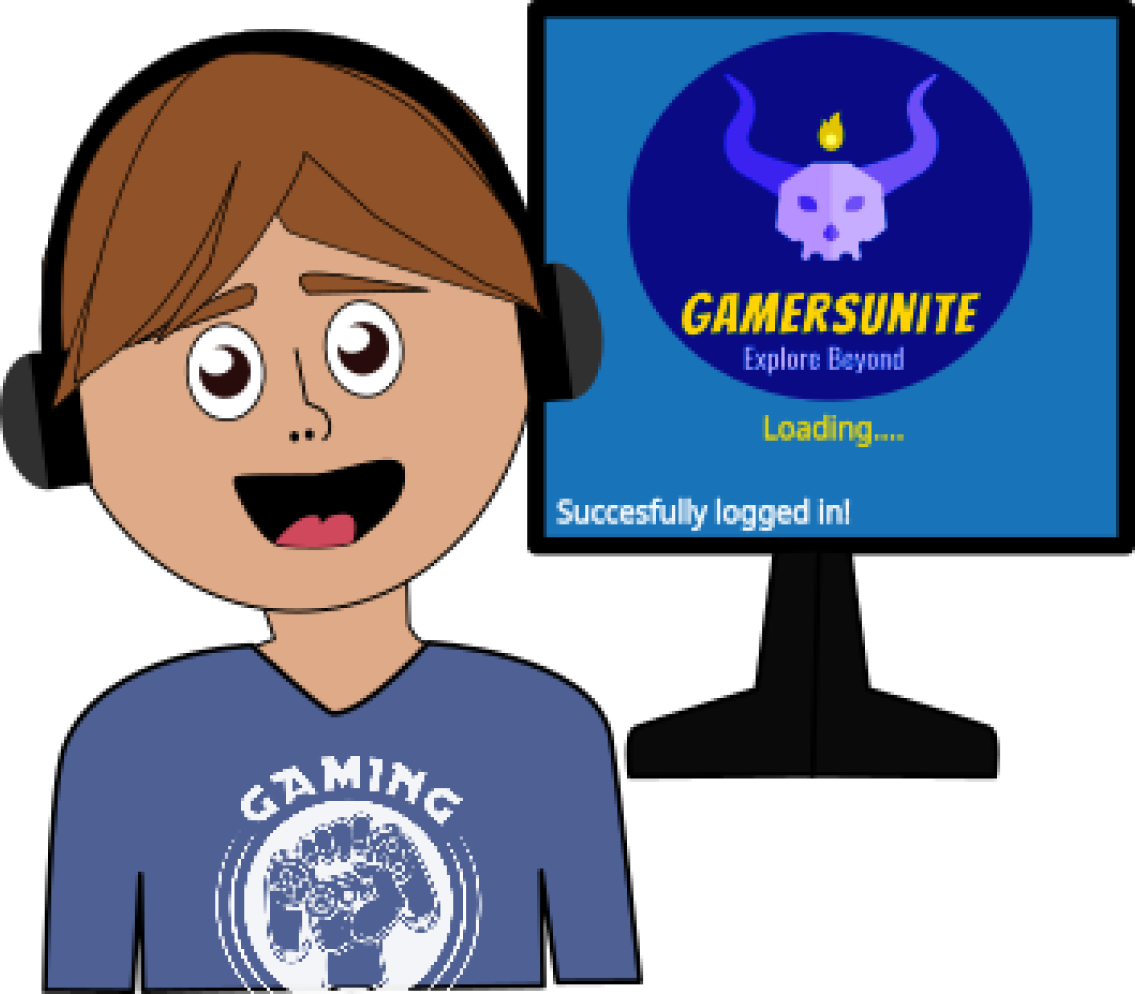 GAMERSUNITE
Explore Beyond
Loading....
Succesfully logged in!
GAMING